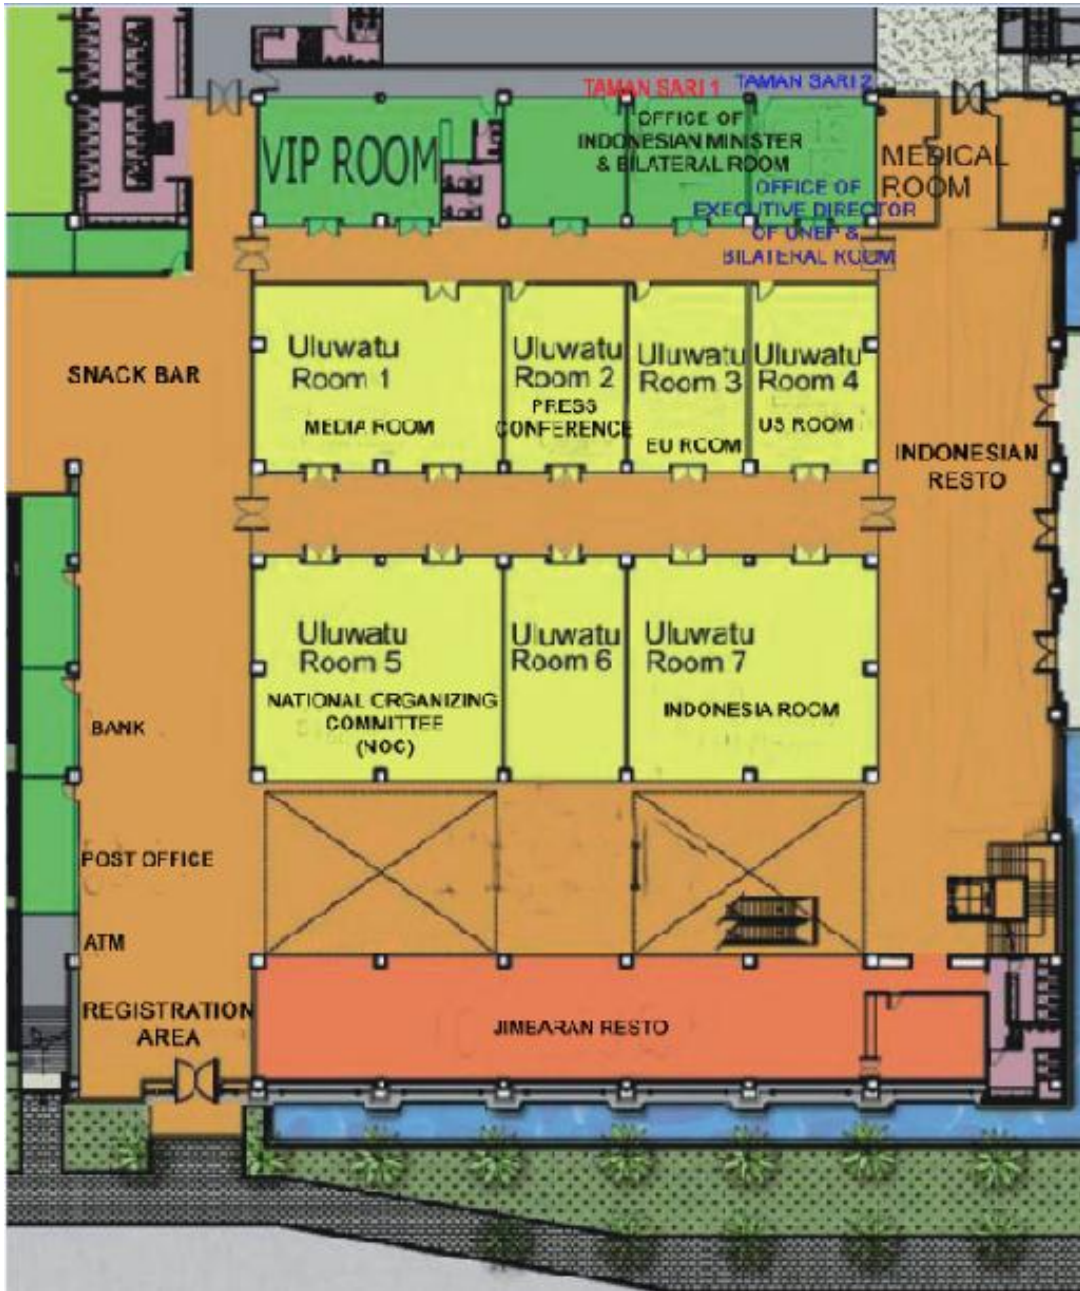 TAMAN SARI 1
TAMAN SARI 2
VIP ROOM
OFFICE OF
INDONESIAN MINISTER
& BILATERAL ROOM
MEDICAL
ROOM
OFFICE OF
EXECUTIVE DIRECTOR
OF UNEP &
BILATERAL ROOM
SNACK BAR
Uluwatu
Room 1
MEDIA ROOM
Uluwatu
Room 2
PRESS
CONFERENCE
Uluwatu
Room 3
EU ROOM
Uluwatu
Room 4
US ROOM
INDONESIAN
RESTO
Uluwatu
Room 5
NATIONAL ORGANIZING
COMMITTEE
(NOC)
Uluwatu
Room 6
Uluwatu
Room 7
INDONESIA ROOM
BANK
POST OFFICE
ATM
REGISTRATION
AREA
JIMBARAN RESTO